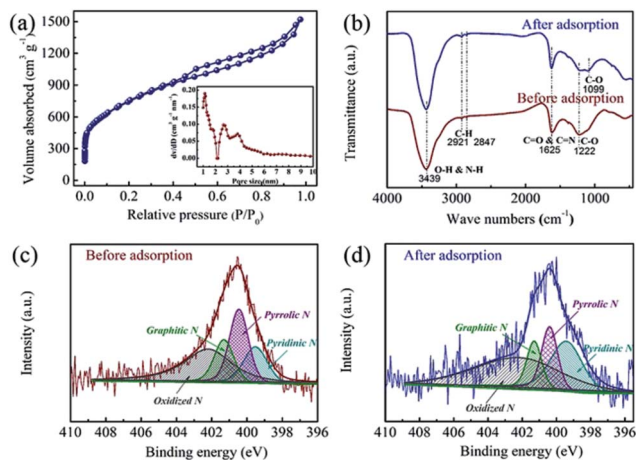 (a)
1500
1200
900
600
300
0
Volume absorbed (cm³ g⁻¹)
0.0 0.2 0.4 0.6 0.8 1.0
Relative pressure (P/P₀)
0.20
0.15
0.10
0.05
0.00
dv/dD (cm³ g⁻¹ nm⁻¹)
1 2 3 4 5 6 7 8 9 10
Pore size (nm)
(b)
After adsorption
C-O
1099
Before adsorption
C-H
2921 2847
C=O & C=N
1625
C-O
1222
O-H & N-H
3439
Transmittance (a.u.)
4000 3000 2000 1000
Wave numbers (cm⁻¹)
(c)
Before adsorption
Graphitic N
Pyrrolic N
Pyridinic N
Oxidized N
Intensity (a.u.)
410 408 406 404 402 400 398 396
Binding energy (eV)
(d)
After adsorption
Graphitic N
Pyrrolic N
Pyridinic N
Oxidized N
Intensity (a.u.)
410 408 406 404 402 400 398 396
Binding energy (eV)